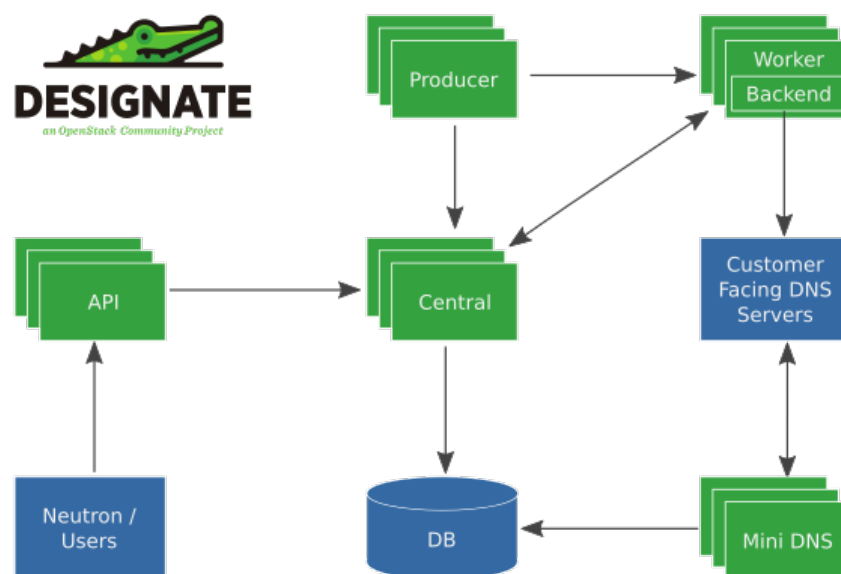 DESIGNATE
an OpenStack Community Project
Producer
Worker
Backend
API
Central
Customer
Facing DNS
Servers
Neutron /
Users
DB
Mini DNS